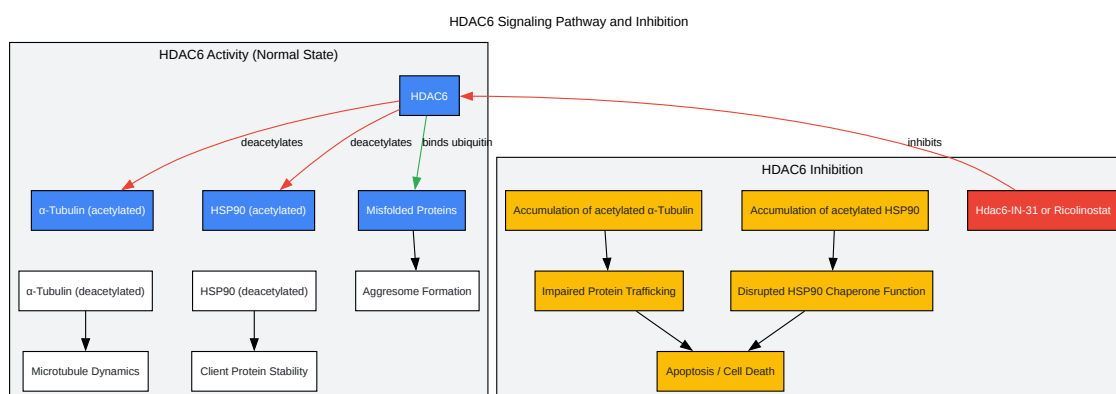 HDAC6 Signaling Pathway and Inhibition
HDAC6 Activity (Normal State)
HDAC6
deacetylates
deacetylates
binds ubiquitin
inhibits
HDAC6 Inhibition
α-Tubulin (acetylated)
HSP90 (acetylated)
Misfolded Proteins
Accumulation of acetylated α-Tubulin
Accumulation of acetylated HSP90
Hdac6-IN-31 or Ricolinostat
α-Tubulin (deacetylated)
HSP90 (deacetylated)
Aggresome Formation
Impaired Protein Trafficking
Disrupted HSP90 Chaperone Function
Microtubule Dynamics
Client Protein Stability
Apoptosis / Cell Death